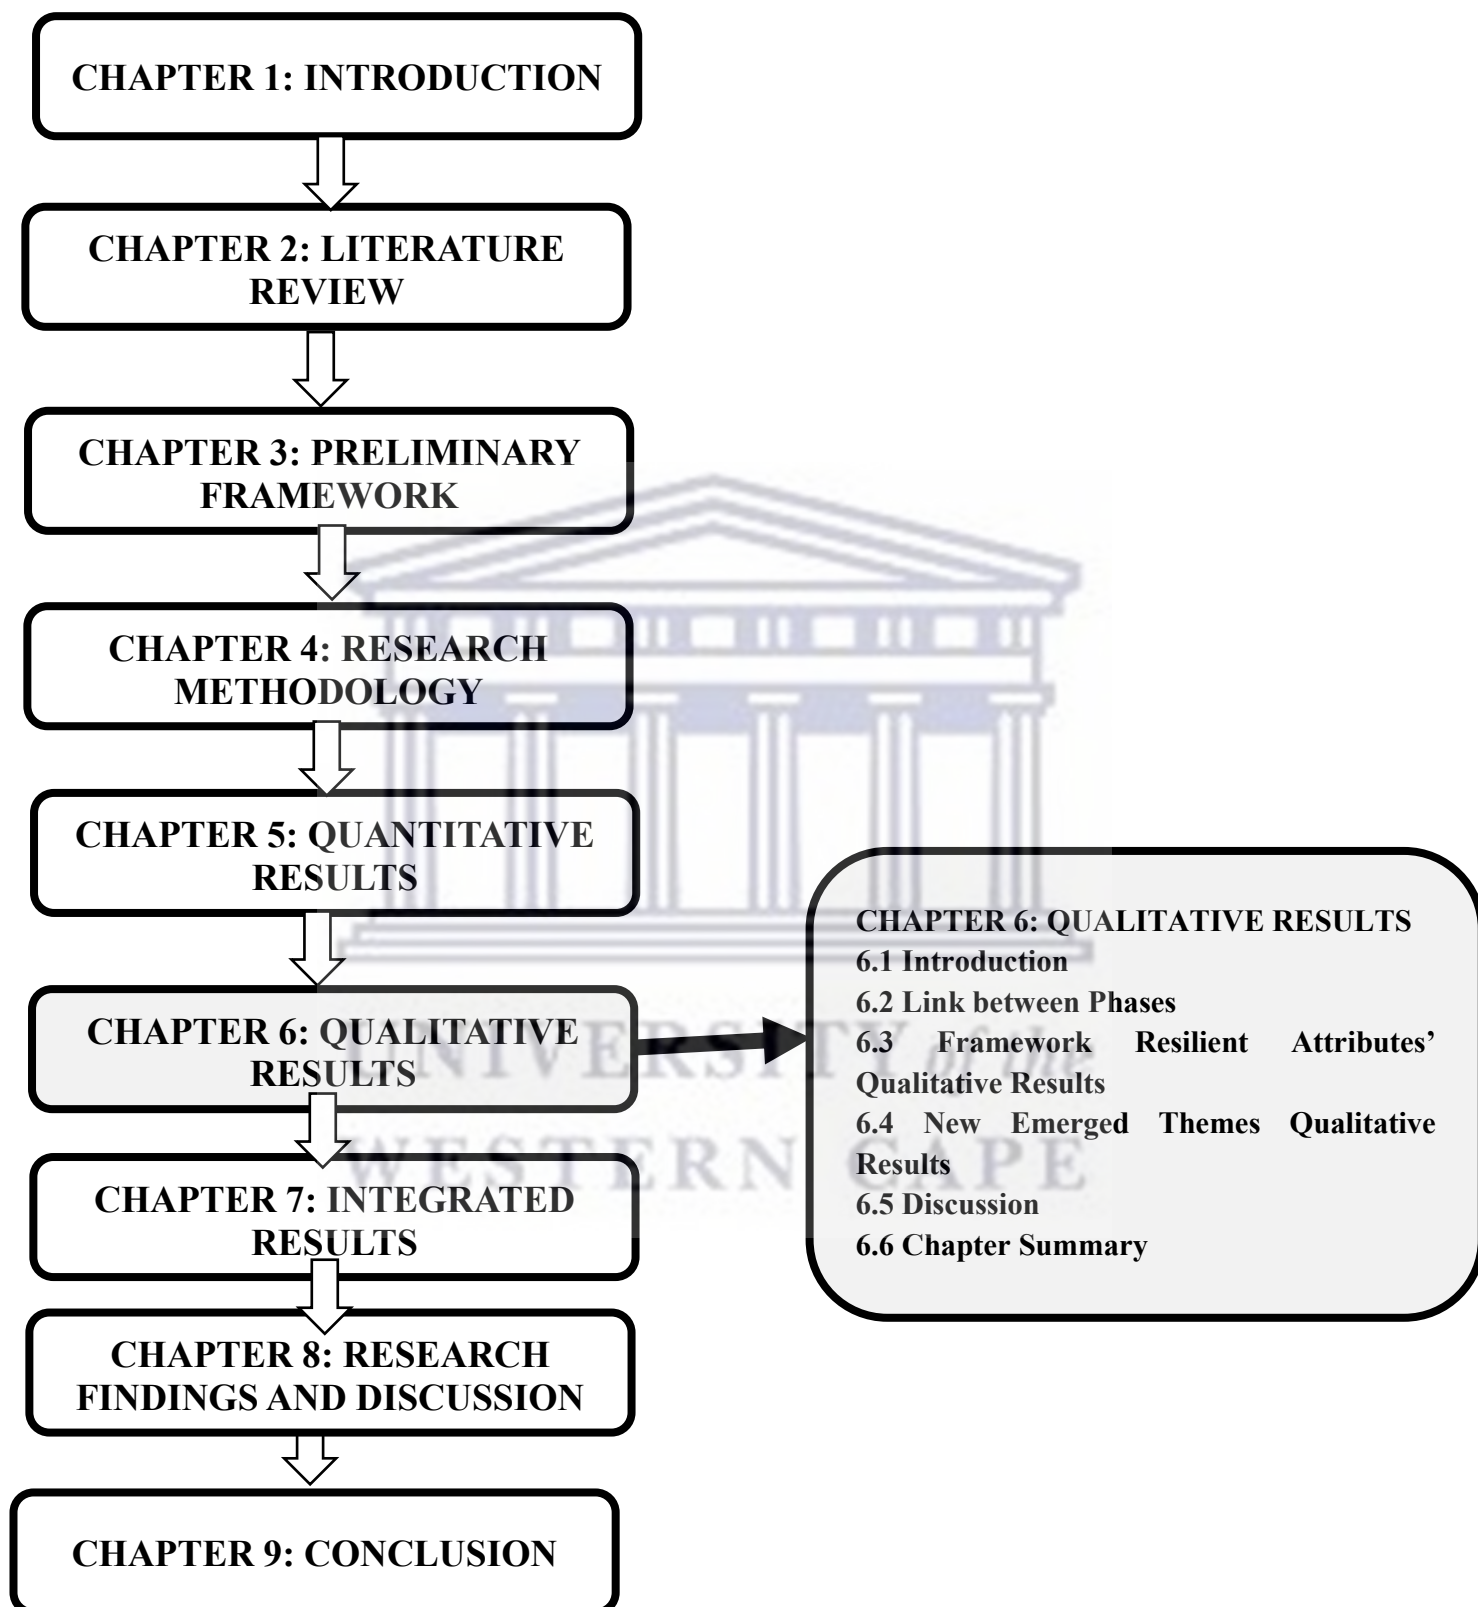 CHAPTER 1: INTRODUCTION
CHAPTER 2: LITERATURE
REVIEW
CHAPTER 3: PRELIMINARY
FRAMEWORK
CHAPTER 4: RESEARCH
METHODOLOGY
CHAPTER 5: QUANTITATIVE
RESULTS
CHAPTER 6: QUALITATIVE
RESULTS
CHAPTER 7: INTEGRATED
RESULTS
CHAPTER 8: RESEARCH
FINDINGS AND DISCUSSION
CHAPTER 9: CONCLUSION
CHAPTER 6: QUALITATIVE RESULTS
6.1 Introduction
6.2 Link between Phases
6.3 Framework Resilient Attributes’
Qualitative Results
6.4 New Emerged Themes Qualitative
Results
6.5 Discussion
6.6 Chapter Summary
UNIVERSITY of the
WESTERN CAPE